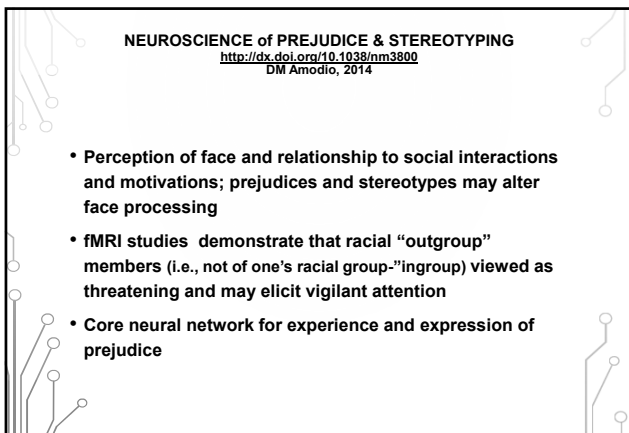 NEUROSCIENCE of PREJUDICE & STEREOTYPING
http://dx.doi.org/10.1038/nm3800
DM Amodio, 2014
• Perception of face and relationship to social interactions
and motivations; prejudices and stereotypes may alter
face processing
• fMRI studies demonstrate that racial “outgroup”
members (i.e., not of one’s racial group-”ingroup) viewed as
threatening and may elicit vigilant attention
• Core neural network for experience and expression of
prejudice